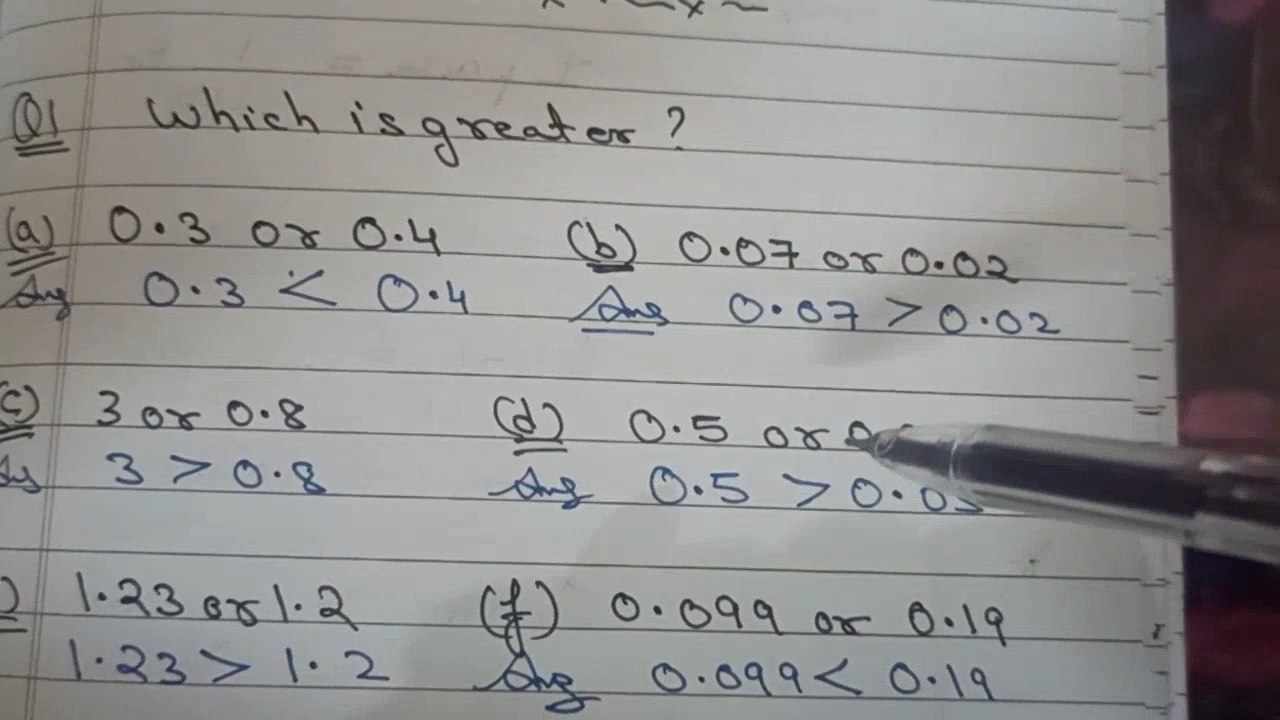 Q1 Which is greater ?
(a) 0.3 or 0.4 (b) 0.07 or 0.02
Ans 0.3 < 0.4 Ans 0.07 > 0.02
(c) 3 or 0.8 (d) 0.5 or
Ans 3 > 0.8 Ans 0.5 >
) 1.23 or 1.2 (f) 0.099 or 0.19
1.23 > 1.2 Ans 0.099 < 0.19